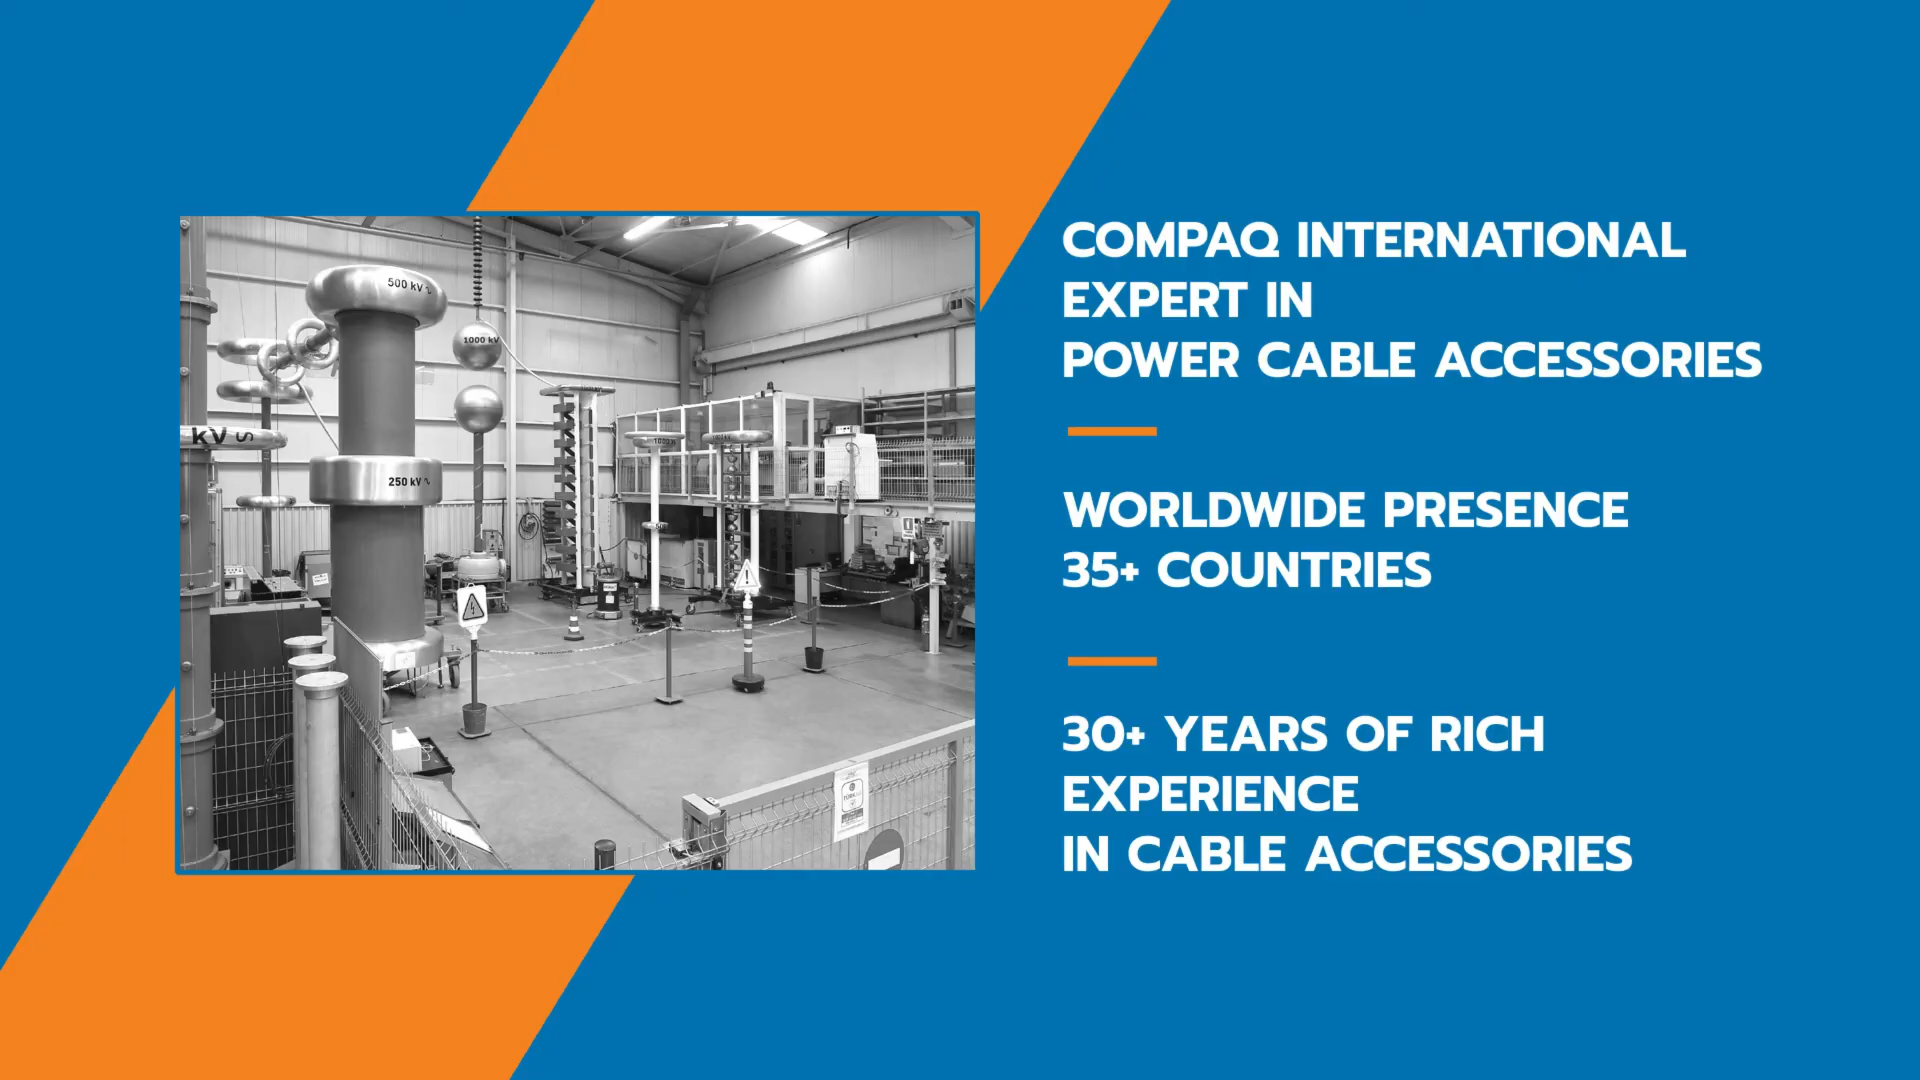 COMPAQ INTERNATIONAL
EXPERT IN
POWER CABLE ACCESSORIES
WORLDWIDE PRESENCE
35+ COUNTRIES
30+ YEARS OF RICH
EXPERIENCE
IN CABLE ACCESSORIES
500 kV ~
1000 kV
kV
250 kV ~